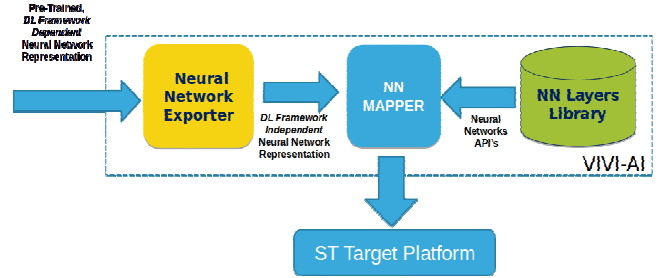 Pre-Trained,
DL Framework
Dependent
Neural Network
Representation
Neural
Network
Exporter
DL Framework
Independent
Neural Network
Representation
NN
MAPPER
Neural-
Networks
API's
NN Layers
Library
VIVI-AI
ST Target Platform